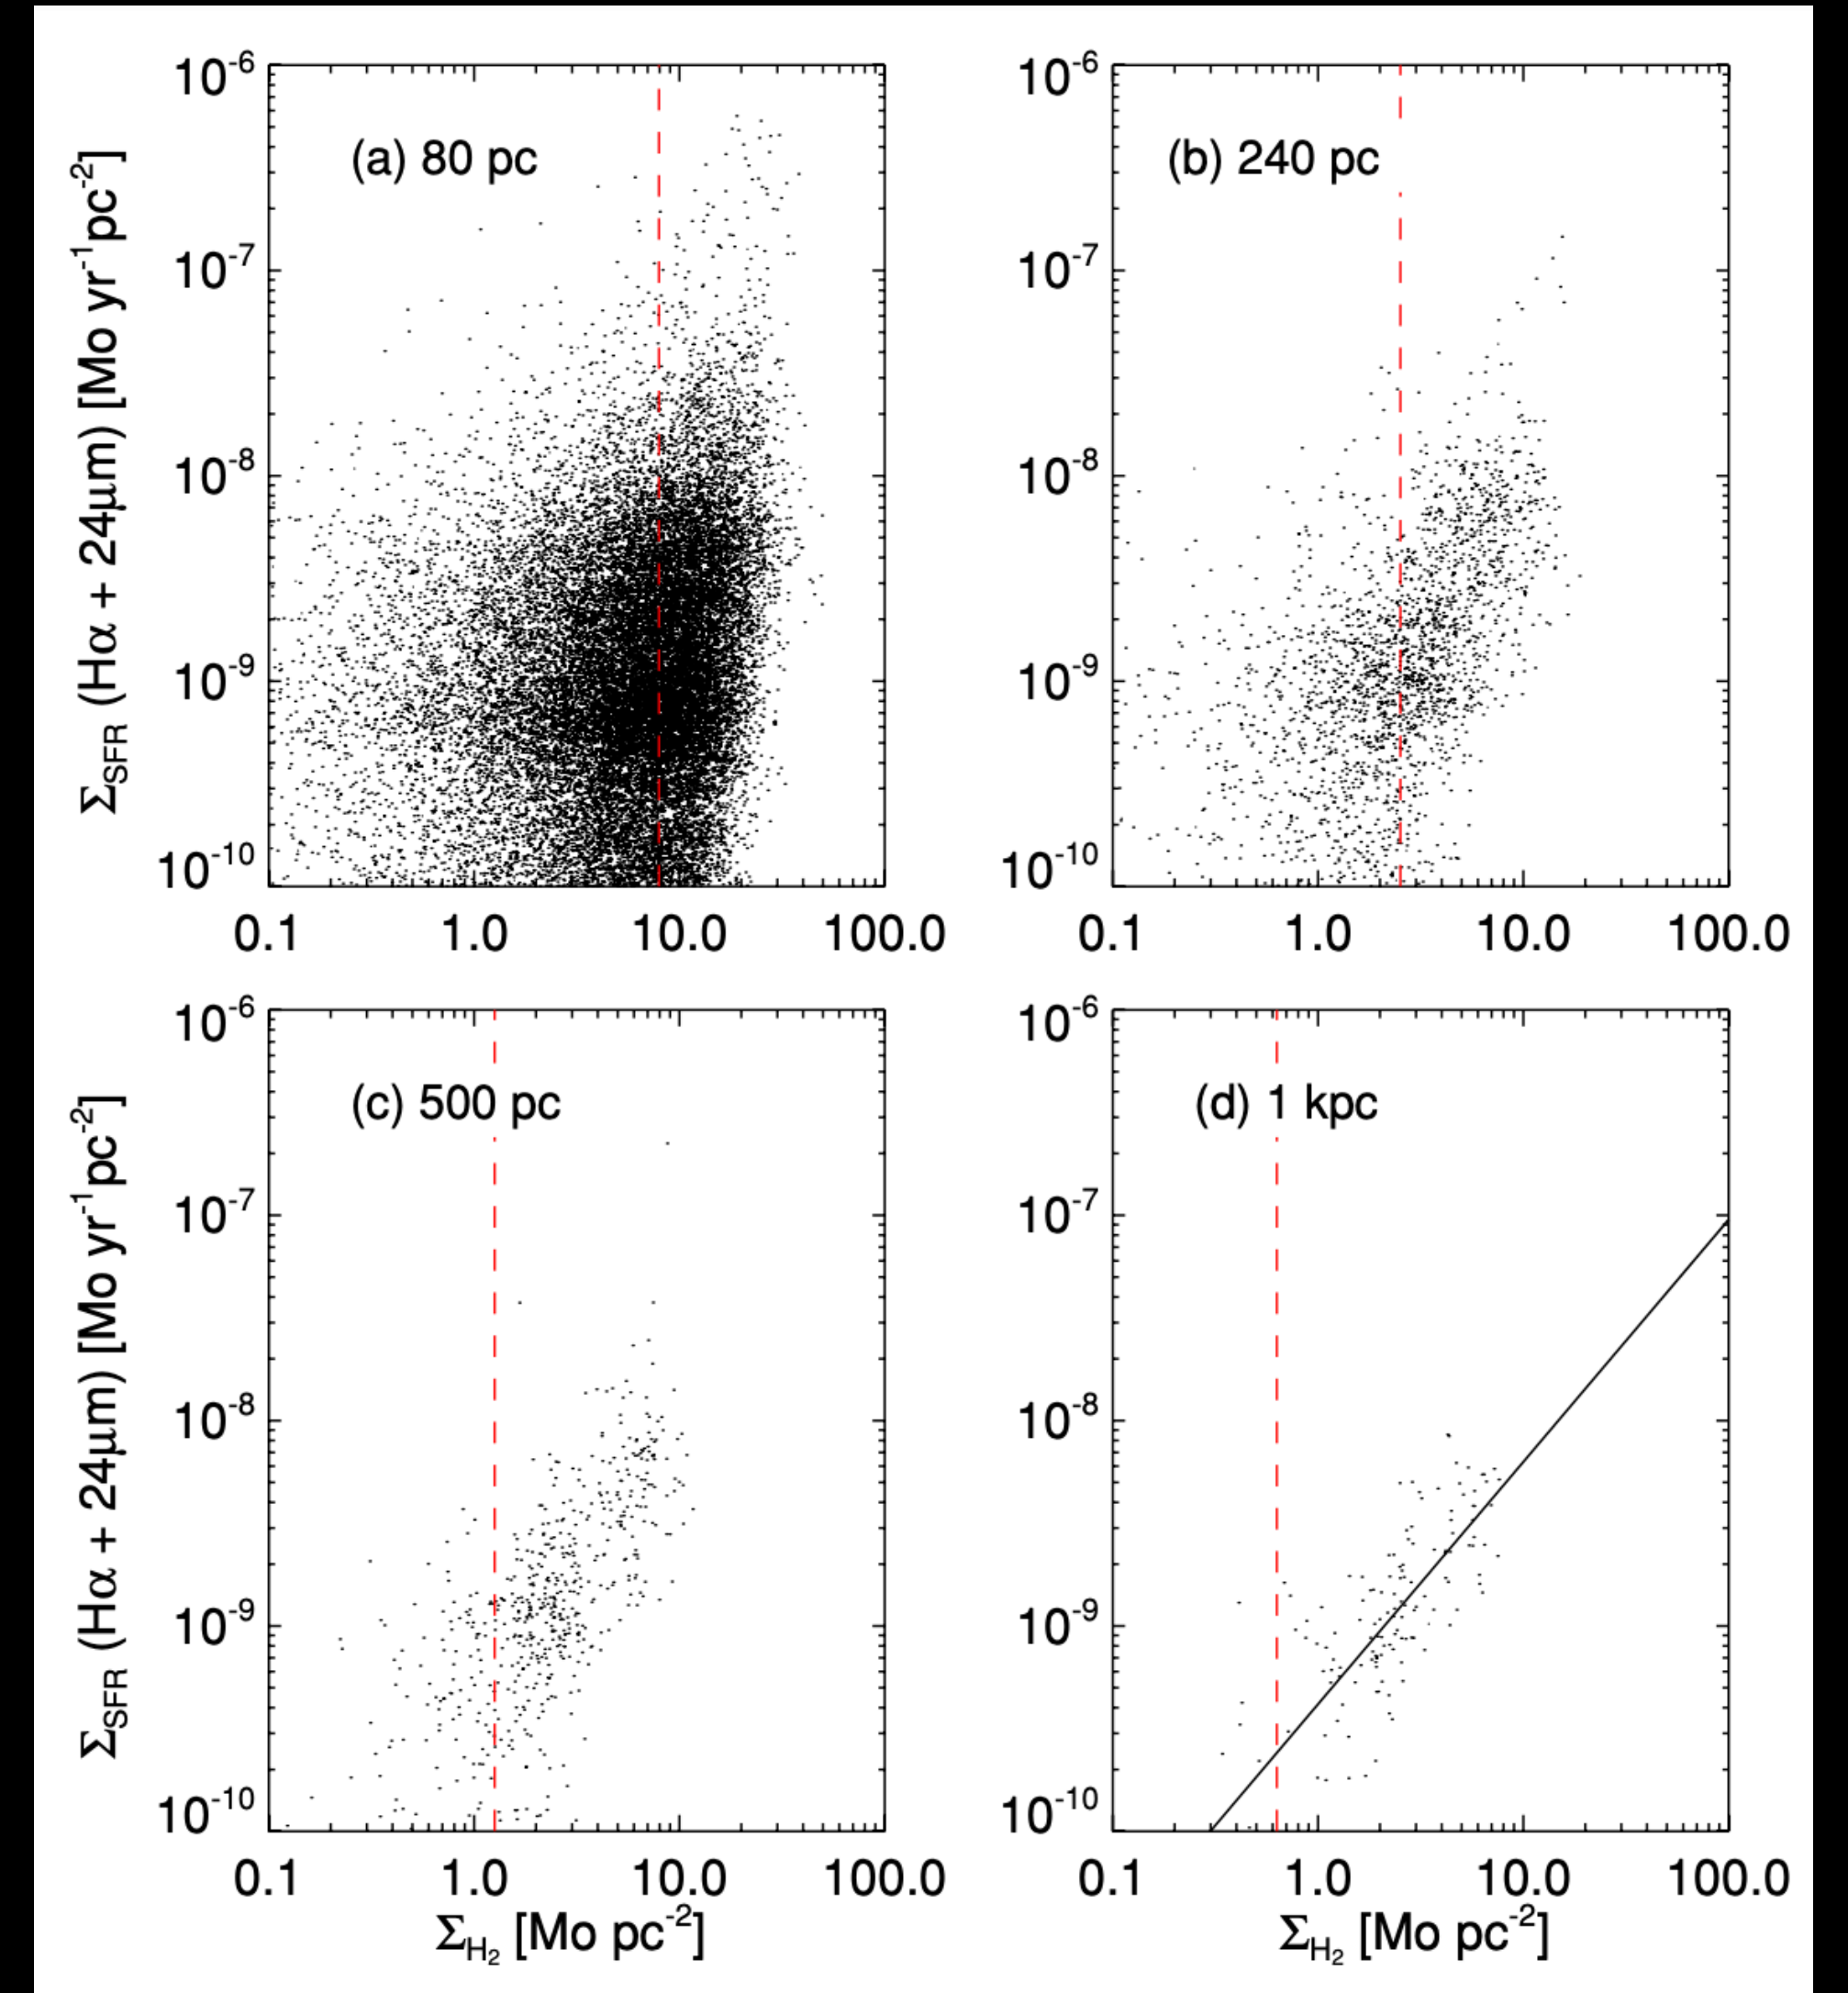 Σ_SFR (Hα + 24μm) [Mo yr⁻¹pc⁻²]
10⁻⁶
10⁻⁷
10⁻⁸
10⁻⁹
10⁻¹⁰
(a) 80 pc
0.1 1.0 10.0 100.0
10⁻⁶
10⁻⁷
10⁻⁸
10⁻⁹
10⁻¹⁰
(b) 240 pc
0.1 1.0 10.0 100.0
Σ_SFR (Hα + 24μm) [Mo yr⁻¹pc⁻²]
10⁻⁶
10⁻⁷
10⁻⁸
10⁻⁹
10⁻¹⁰
(c) 500 pc
0.1 1.0 10.0 100.0
Σ_H₂ [Mo pc⁻²]
10⁻⁶
10⁻⁷
10⁻⁸
10⁻⁹
10⁻¹⁰
(d) 1 kpc
0.1 1.0 10.0 100.0
Σ_H₂ [Mo pc⁻²]